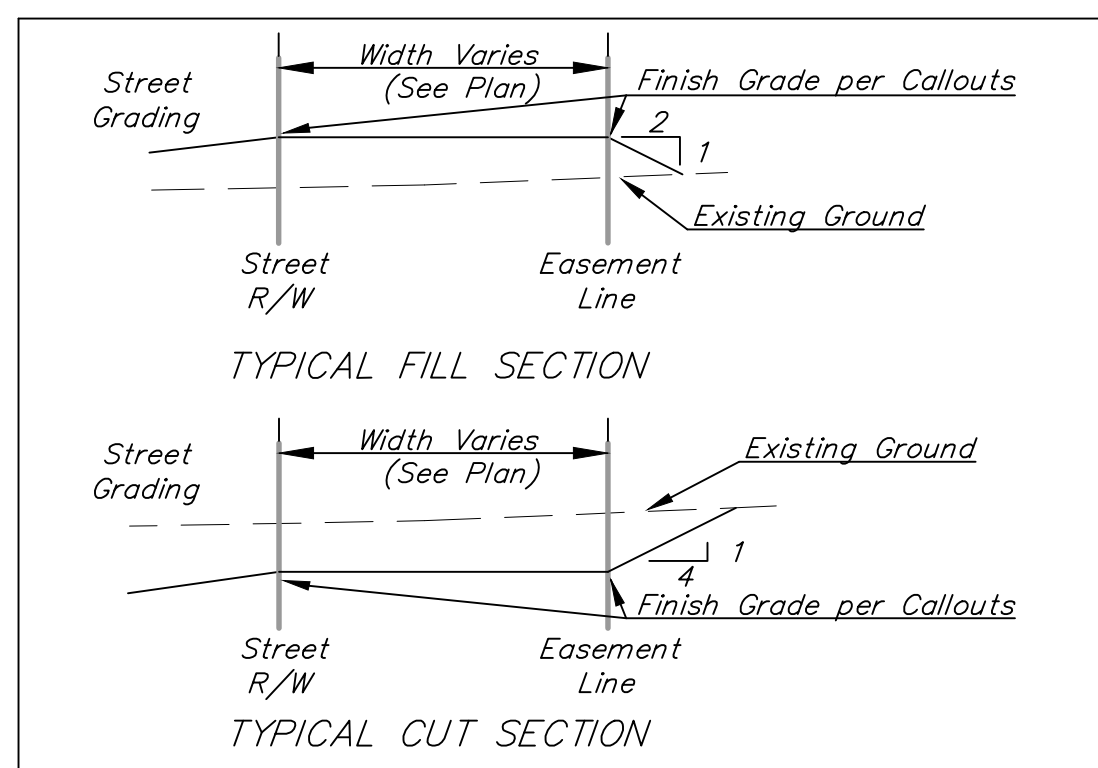 Width Varies
(See Plan)
Street
Grading
Finish Grade per Callouts
2
1
Existing Ground
Street
R/W
Easement
Line
TYPICAL FILL SECTION
Width Varies
(See Plan)
Street
Grading
Existing Ground
1
4
Finish Grade per Callouts
Street
R/W
Easement
Line
TYPICAL CUT SECTION